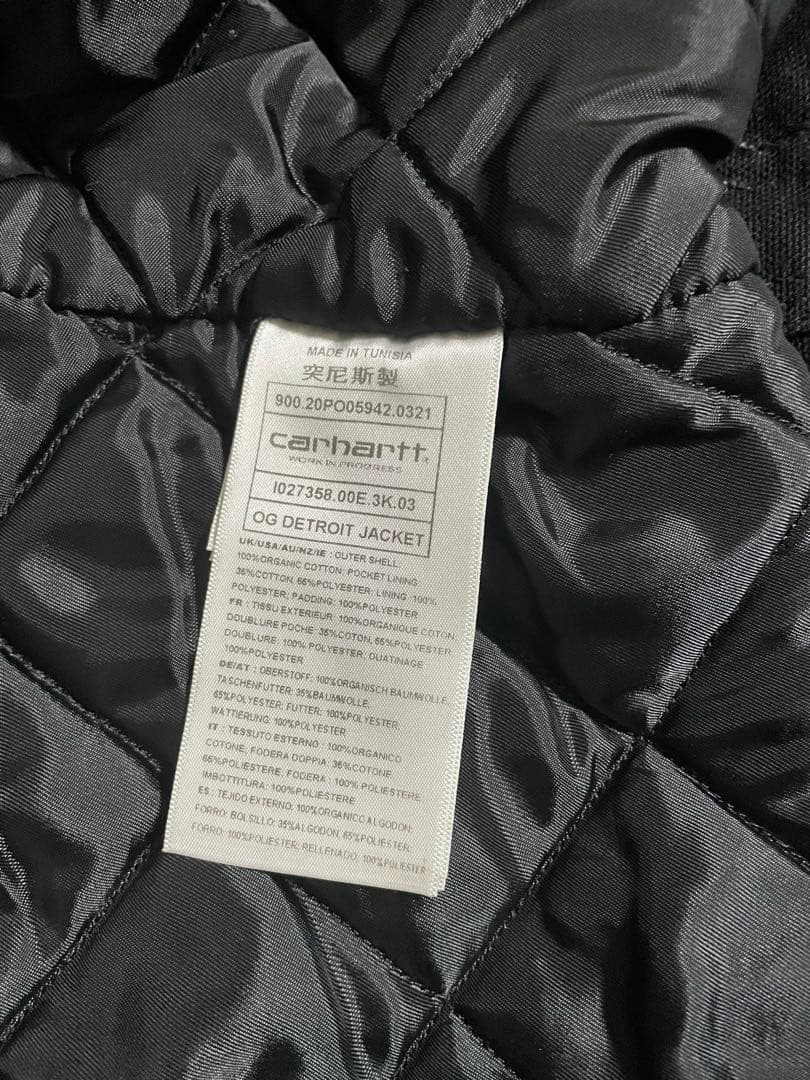 MADE IN TUNISIA
突尼斯製
900.20PO05942.0321
carhartt
WORK IN PROGRESS
I027358.00E.3K.03
OG DETROIT JACKET
UK/USA/AU/NZ/IE : OUTER SHELL:
100%ORGANIC COTTON; POCKET LINING:
35%COTTON, 65%POLYESTER; LINING :100%
POLYESTER, PADDING: 100%POLYESTER
FR : TISSU EXTERIEUR: 100%ORGANIQUE COTON,
DOUBLURE POCHE: 35%COTON, 65%POLYESTER,
DOUBLURE: 100% POLYESTER, OUATINAGE
100%POLYESTER
DE/AT : OBERSTOFF: 100%ORGANISCH BAUMWOLLE,
TASCHENFUTTER: 35%BAUMWOLLE,
65%POLYESTER; FUTTER: 100%POLYESTER,
WATTIERUNG: 100%POLYESTER
IT : TESSUTO ESTERNO : 100%ORGANICO
COTONE, FODERA DOPPIA: 35%COTONE
65%POLIESTERE, FODERA : 100% POLIESTERE,
IMBOTTITURA: 100%POLIESTERE
ES : TEJIDO EXTERNO: 100%ORGANICO ALGODON:
FORRO: BOLSILLO: 35%ALGODON, 65%POLIESTER;
FORRO: 100%POLIESTER; RELLENADO: 100%POLIESTER